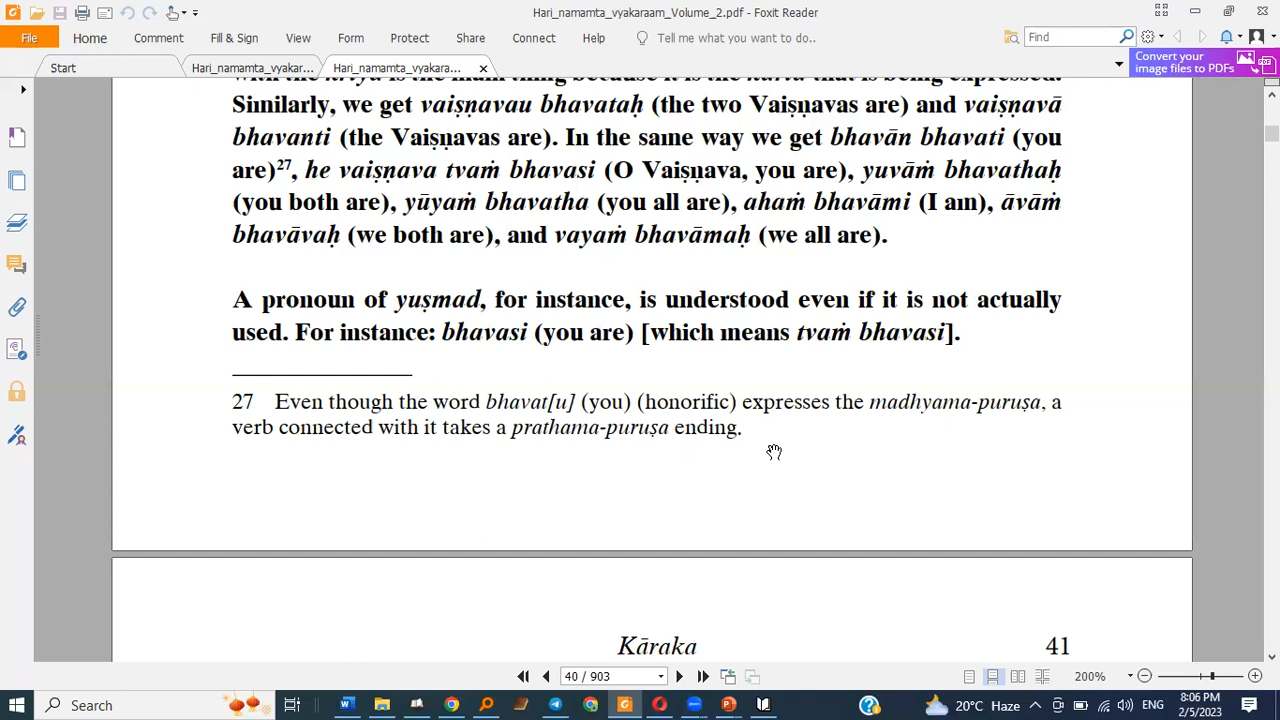 Hari_namamta_vyakaraam_Volume_2.pdf - Foxit Reader
File Home Comment Fill & Sign View Form Protect Share Connect Help Tell me what you want to do.. Find
Start Hari_namamta_vyakar... Hari_namamta_vyakara...
Convert your
image files to PDFs
Sinnilarly, we get vaiṣṇavau bhavataḥ (the two Vaiṣṇavas are) and vaiṣṇavā
bhavanti (the Vaiṣṇavas are). In the same way we get bhavān bhavati (you
are)27, he vaiṣṇava tvaṁ bhavasi (O Vaiṣṇava, you are), yuvāṁ bhavathaḥ
(you both are), yūyaṁ bhavatha (you all are), ahaṁ bhavāmi (I am), āvāṁ
bhavāvaḥ (we both are), and vayaṁ bhavāmaḥ (we all are).
A pronoun of yuṣmad, for instance, is understood even if it is not actually
used. For instance: bhavasi (you are) [which means tvaṁ bhavasi].
27 Even though the word bhavat[u] (you) (honorific) expresses the madhyama-puruṣa, a
verb connected with it takes a prathama-puruṣa ending.
Kāraka 41
40 / 903 200%
Search 20°C Haze ENG 8:06 PM
2/5/2023